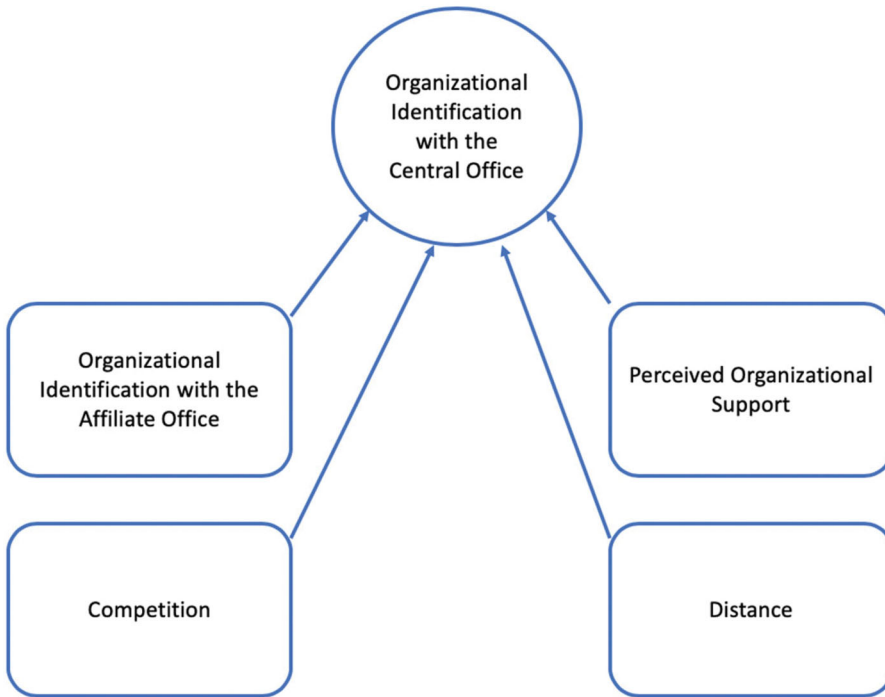 Organizational
Identification
with the
Central Office
Organizational
Identification with the
Affiliate Office
Perceived Organizational
Support
Competition
Distance